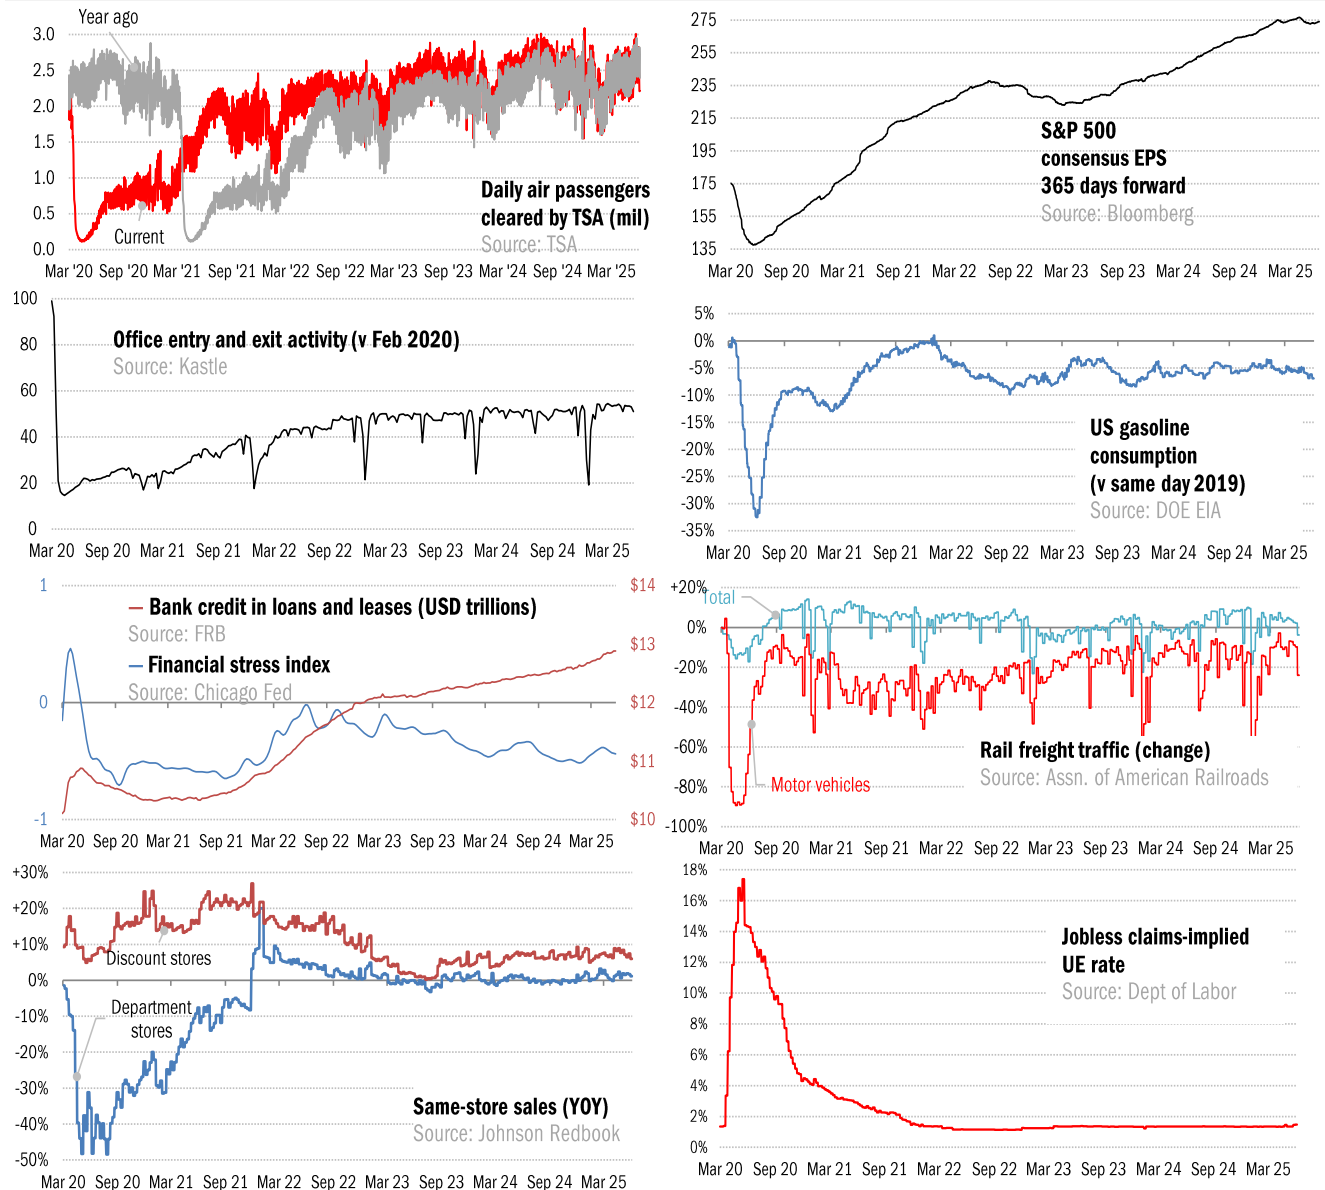 Year ago
3.0
2.5
2.0
1.5
1.0
0.5
0.0
Current
Daily air passengers
cleared by TSA (mil)
Source: TSA
Mar '20 Sep '20 Mar '21 Sep '21 Mar '22 Sep '22 Mar '23 Sep '23 Mar '24 Sep '24 Mar '25
275
255
235
215
195
175
155
135
S&P 500
consensus EPS
365 days forward
Source: Bloomberg
Mar 20 Sep 20 Mar 21 Sep 21 Mar 22 Sep 22 Mar 23 Sep 23 Mar 24 Sep 24 Mar 25
100
80
60
40
20
0
Office entry and exit activity (v Feb 2020)
Source: Kastle
Mar 20 Sep 20 Mar 21 Sep 21 Mar 22 Sep 22 Mar 23 Sep 23 Mar 24 Sep 24 Mar 25
5%
0%
-5%
-10%
-15%
-20%
-25%
-30%
-35%
US gasoline
consumption
(v same day 2019)
Source: DOE EIA
Mar 20 Sep 20 Mar 21 Sep 21 Mar 22 Sep 22 Mar 23 Sep 23 Mar 24 Sep 24 Mar 25
1
0
-1
Bank credit in loans and leases (USD trillions)
Source: FRB
Financial stress index
Source: Chicago Fed
$14
$13
$12
$11
$10
Mar 20 Sep 20 Mar 21 Sep 21 Mar 22 Sep 22 Mar 23 Sep 23 Mar 24 Sep 24 Mar 25
+20%
0%
-20%
-40%
-60%
-80%
-100%
Total
Motor vehicles
Rail freight traffic (change)
Source: Assn. of American Railroads
Mar 20 Sep 20 Mar 21 Sep 21 Mar 22 Sep 22 Mar 23 Sep 23 Mar 24 Sep 24 Mar 25
+30%
+20%
+10%
0%
-10%
-20%
-30%
-40%
-50%
Discount stores
Department
stores
Same-store sales (YOY)
Source: Johnson Redbook
Mar 20 Sep 20 Mar 21 Sep 21 Mar 22 Sep 22 Mar 23 Sep 23 Mar 24 Sep 24 Mar 25
18%
16%
14%
12%
10%
8%
6%
4%
2%
0%
Jobless claims-implied
UE rate
Source: Dept of Labor
Mar 20 Sep 20 Mar 21 Sep 21 Mar 22 Sep 22 Mar 23 Sep 23 Mar 24 Sep 24 Mar 25